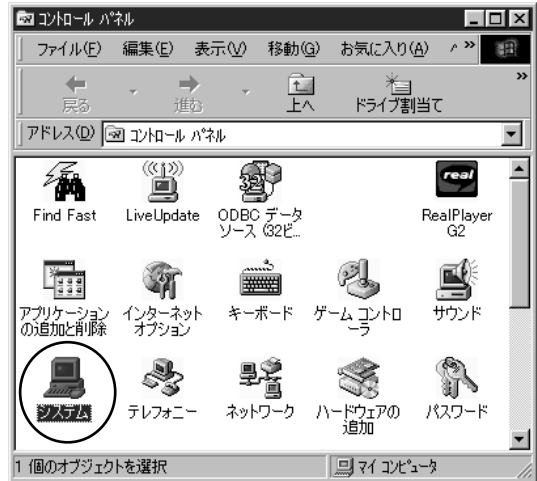 コントロール パネル
ファイル(F) 編集(E) 表示(V) 移動(G) お気に入り(A) »
戻る 進む 上へ ドライブ割当て »
アドレス(D) コントロール パネル
Find Fast
LiveUpdate
32
ODBC データ
ソース (32ビ...
real
RealPlayer
G2
アプリケーション
の追加と削除
インターネット
オプション
キーボード
ゲーム コントロ
ーラ
サウンド
システム
テレフォニー
ネットワーク
ハードウェアの
追加
パスワード
1 個のオブジェクトを選択 マイ コンピュータ